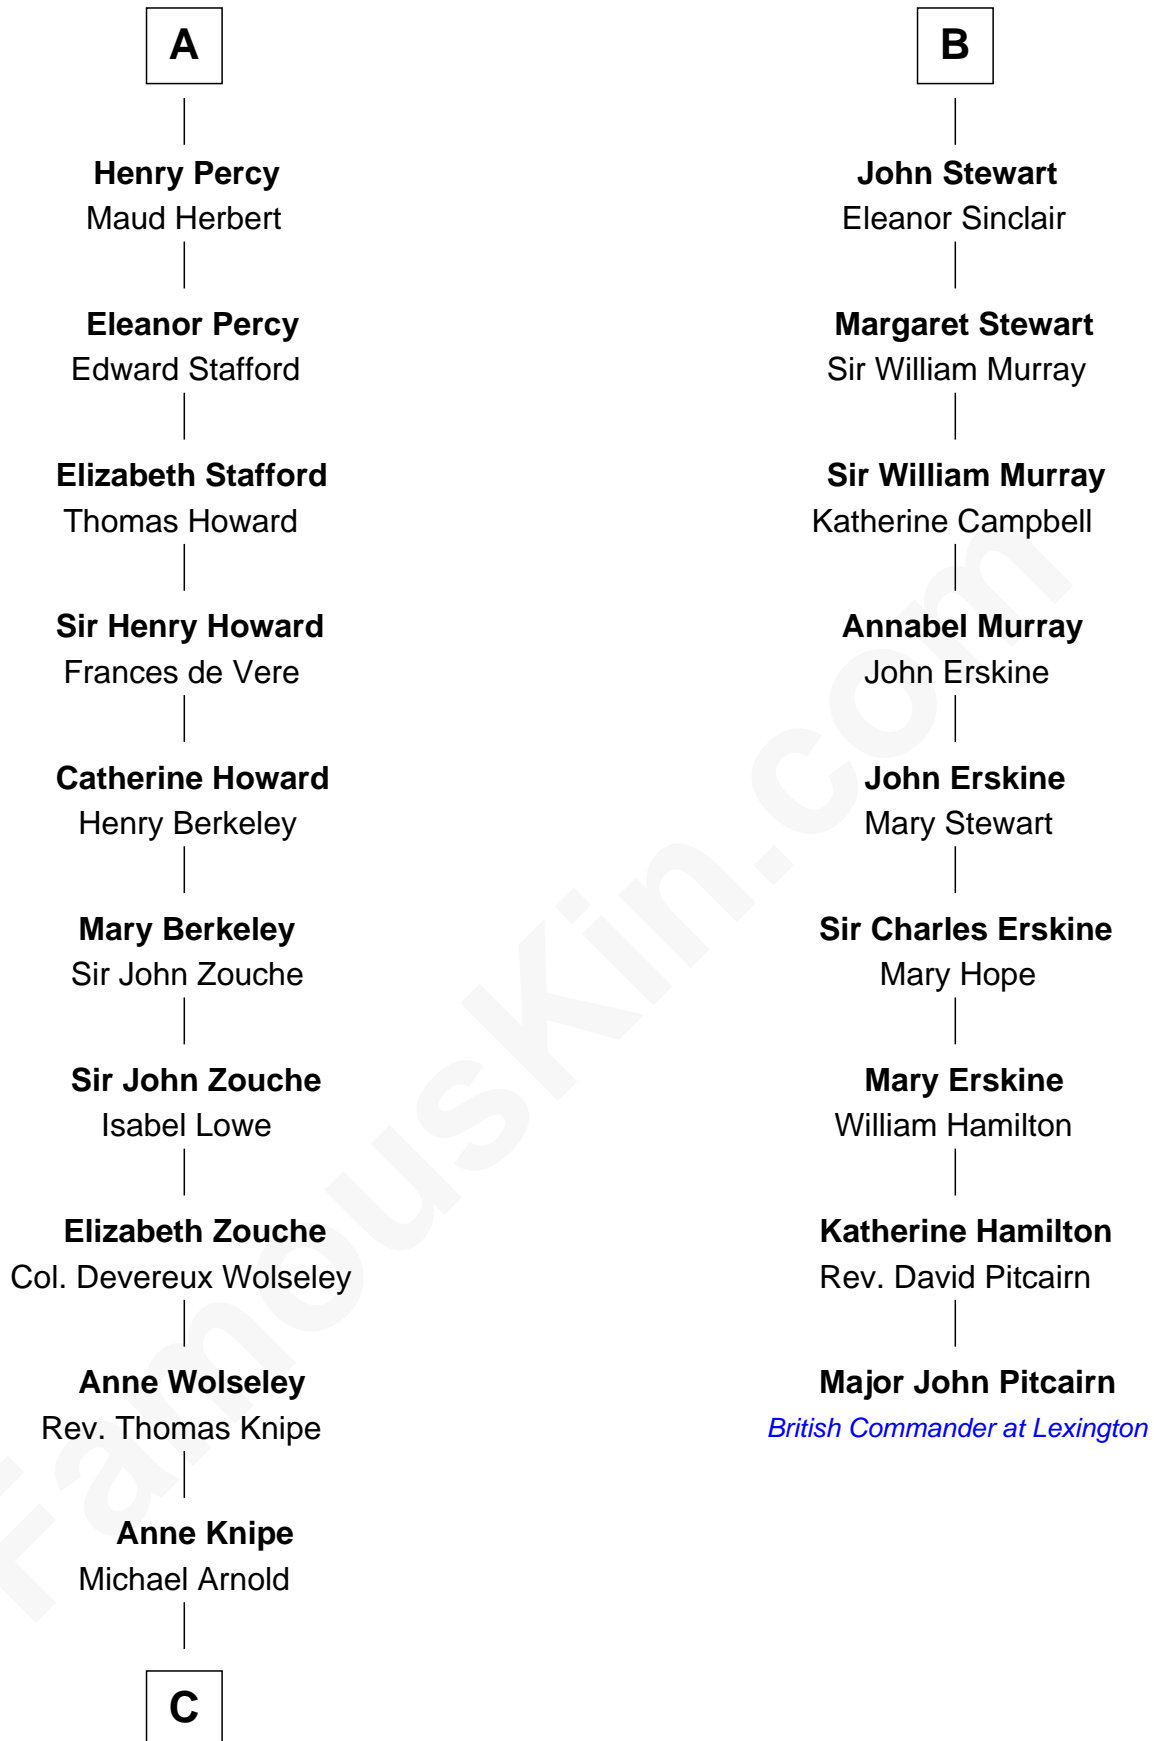 A
Henry Percy
Maud Herbert
Eleanor Percy
Edward Stafford
Elizabeth Stafford
Thomas Howard
Sir Henry Howard
Frances de Vere
Catherine Howard
Henry Berkeley
Mary Berkeley
Sir John Zouche
Sir John Zouche
Isabel Lowe
Elizabeth Zouche
Col. Devereux Wolseley
Anne Wolseley
Rev. Thomas Knipe
Anne Knipe
Michael Arnold
C
B
John Stewart
Eleanor Sinclair
Margaret Stewart
Sir William Murray
Sir William Murray
Katherine Campbell
Annabel Murray
John Erskine
John Erskine
Mary Stewart
Sir Charles Erskine
Mary Hope
Mary Erskine
William Hamilton
Katherine Hamilton
Rev. David Pitcairn
Major John Pitcairn
British Commander at Lexington
FamousKin.com